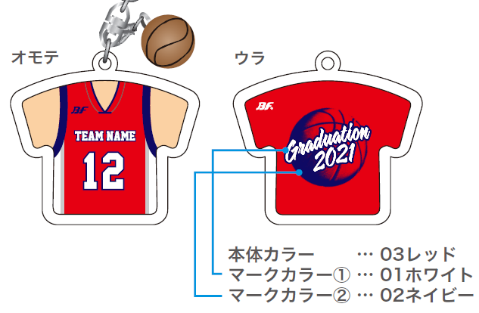 オモテ
ウラ
BF.
TEAM NAME
12
BF.
Graduation
2021
本体カラー … 03レッド
マークカラー① … 01ホワイト
マークカラー② … 02ネイビー